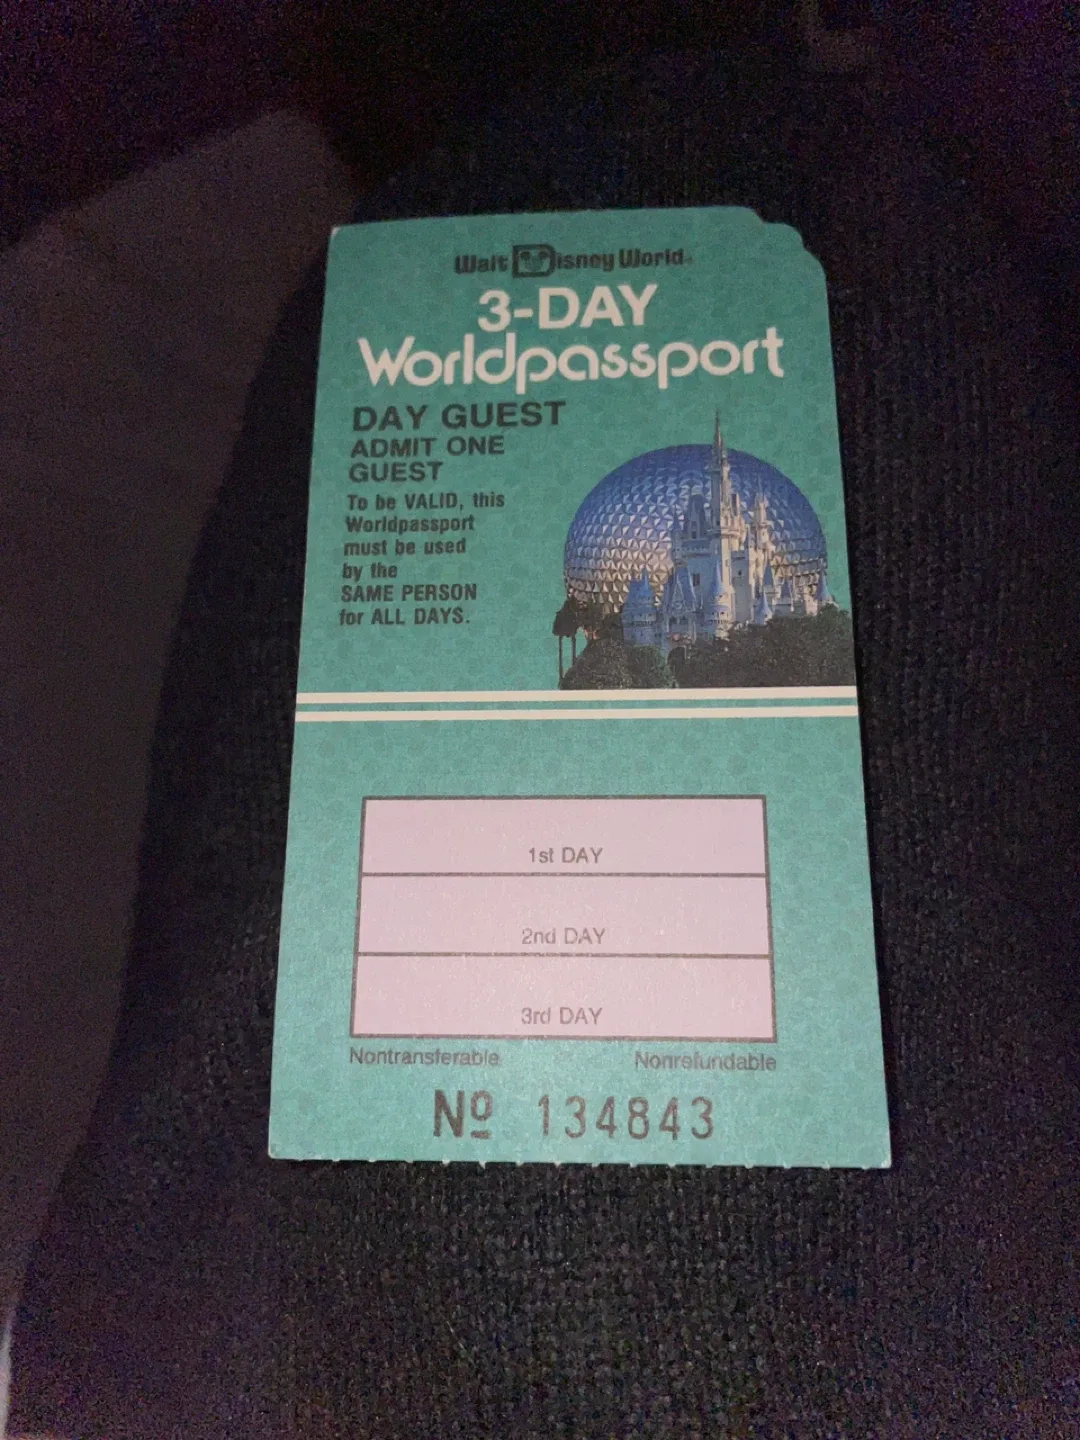 Walt Disney World
3-DAY
Worldpassport
DAY GUEST
ADMIT ONE
GUEST
To be VALID, this
Worldpassport
must be used
by the
SAME PERSON
for ALL DAYS.
1st DAY
2nd DAY
3rd DAY
Nontransferable Nonrefundable
Nº 134843